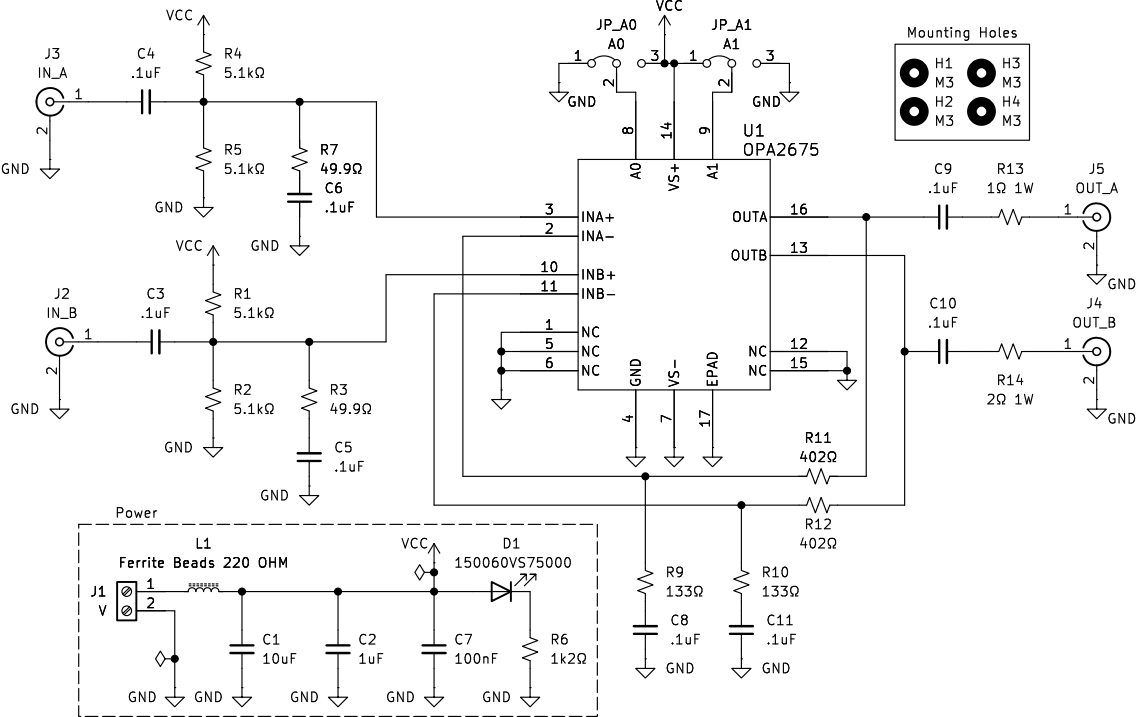 VCC
J3
IN_A
1
2
GND
C4
.1uF
R4
5.1kΩ
R5
5.1kΩ
GND
R7
49.9Ω
C6
.1uF
GND
VCC
J2
IN_B
1
2
GND
C3
.1uF
R1
5.1kΩ
R2
5.1kΩ
GND
R3
49.9Ω
C5
.1uF
GND
VCC
JP_A0
A0
1
2
3
GND
JP_A1
A1
1
2
3
GND
8
14
9
U1
OPA2675
A0
VS+
A1
3
INA+
2
INA-
10
INB+
11
INB-
1
NC
5
NC
6
NC
OUTA
16
OUTB
13
NC
12
NC
15
GND
VS-
EPAD
4
7
17
Mounting Holes
H1
M3
H3
M3
H2
M3
H4
M3
C9
.1uF
R13
1Ω 1W
J5
OUT_A
1
2
GND
C10
.1uF
R14
2Ω 1W
J4
OUT_B
1
2
GND
R11
402Ω
R12
402Ω
R9
133Ω
C8
.1uF
GND
R10
133Ω
C11
.1uF
GND
Power
L1
Ferrite Beads 220 OHM
J1
V
1
2
GND
C1
10uF
GND
C2
1uF
GND
VCC
C7
100nF
GND
D1
150060VS75000
R6
1k2Ω
GND